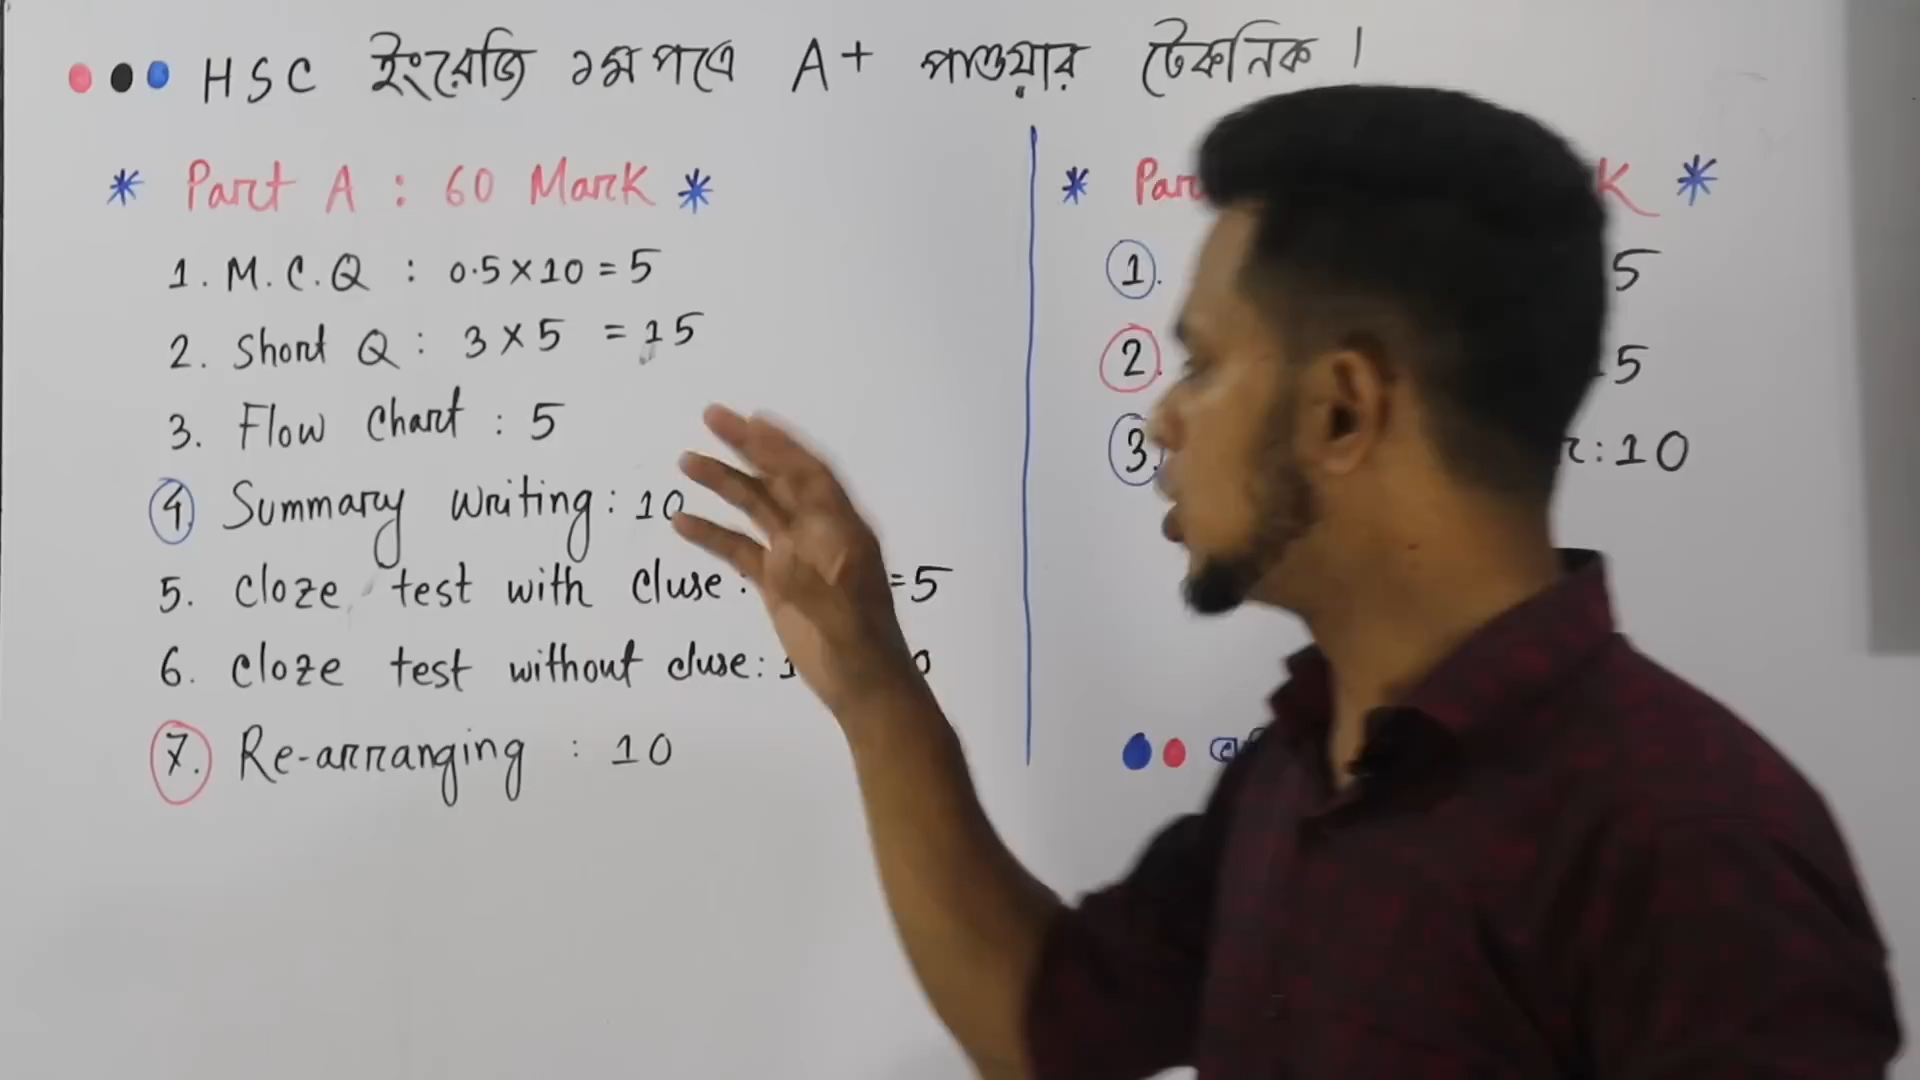 HSC ইংরেজি ১ম পত্রে A+ পাওয়ার টেকনিক।
* Part A : 60 Mark *
1. M.C.Q : 0.5×10=5
2. Short Q : 3×5 =15
3. Flow chart : 5
4. Summary writing : 10
5. Cloze test with cluse : =5
6. Cloze test without cluse :
7. Re-arranging : 10
* *
1. 5
2. 5
3. : 10